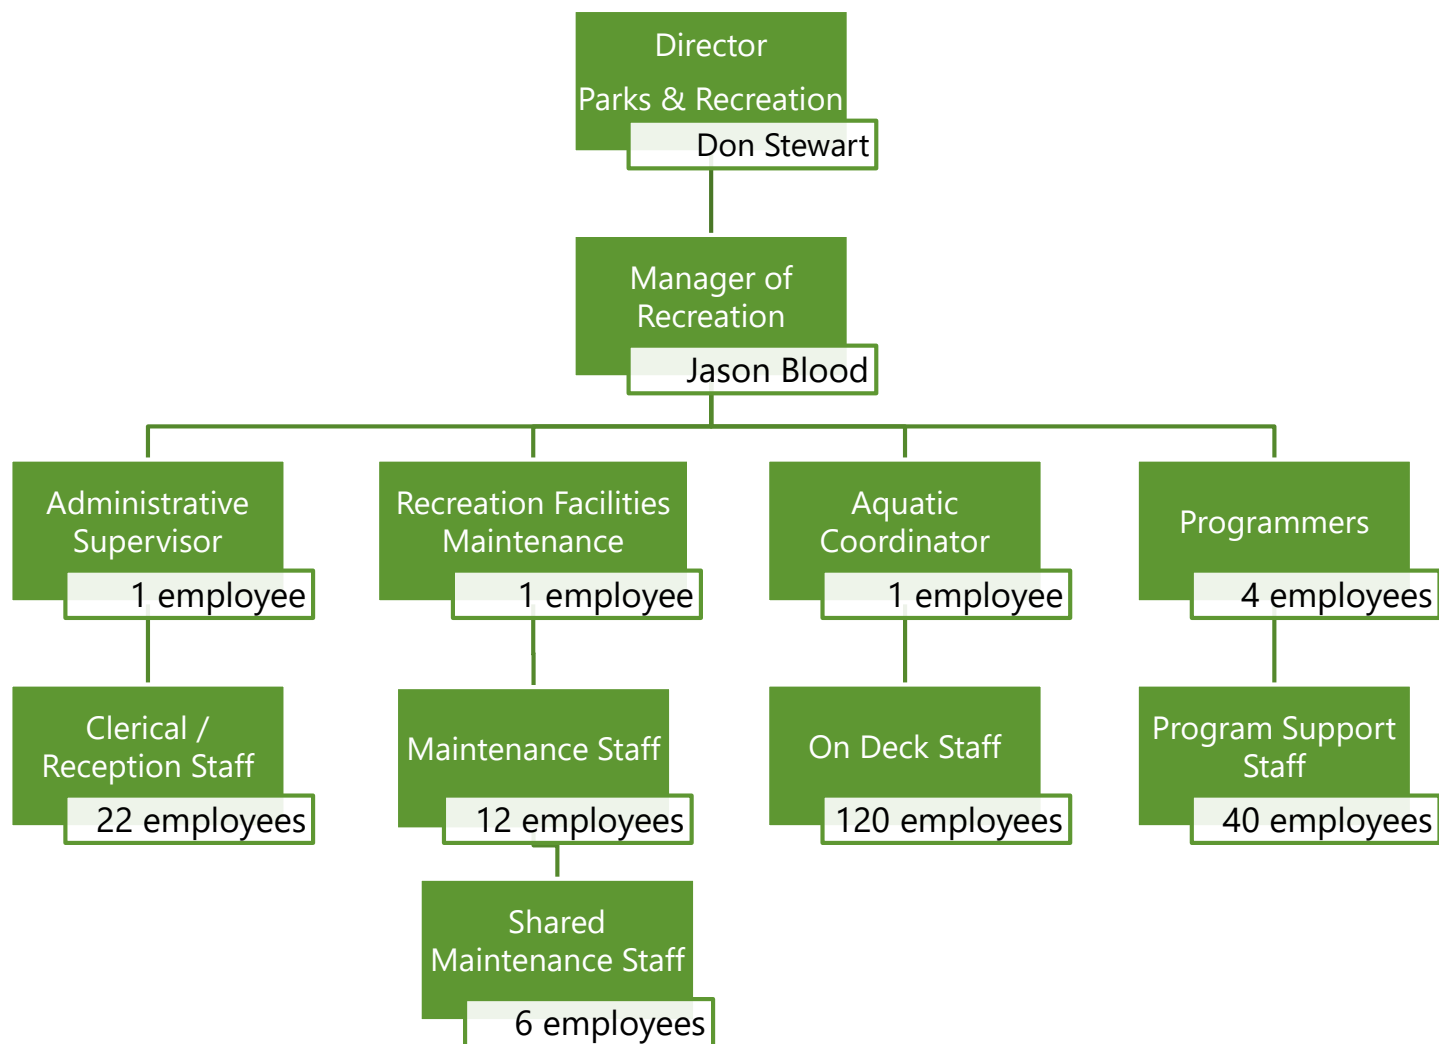 Director
Parks & Recreation
Don Stewart
Manager of
Recreation
Jason Blood
Administrative
Supervisor
1 employee
Recreation Facilities
Maintenance
1 employee
Aquatic
Coordinator
1 employee
Programmers
4 employees
Clerical /
Reception Staff
22 employees
Maintenance Staff
12 employees
On Deck Staff
120 employees
Program Support
Staff
40 employees
Shared
Maintenance Staff
6 employees